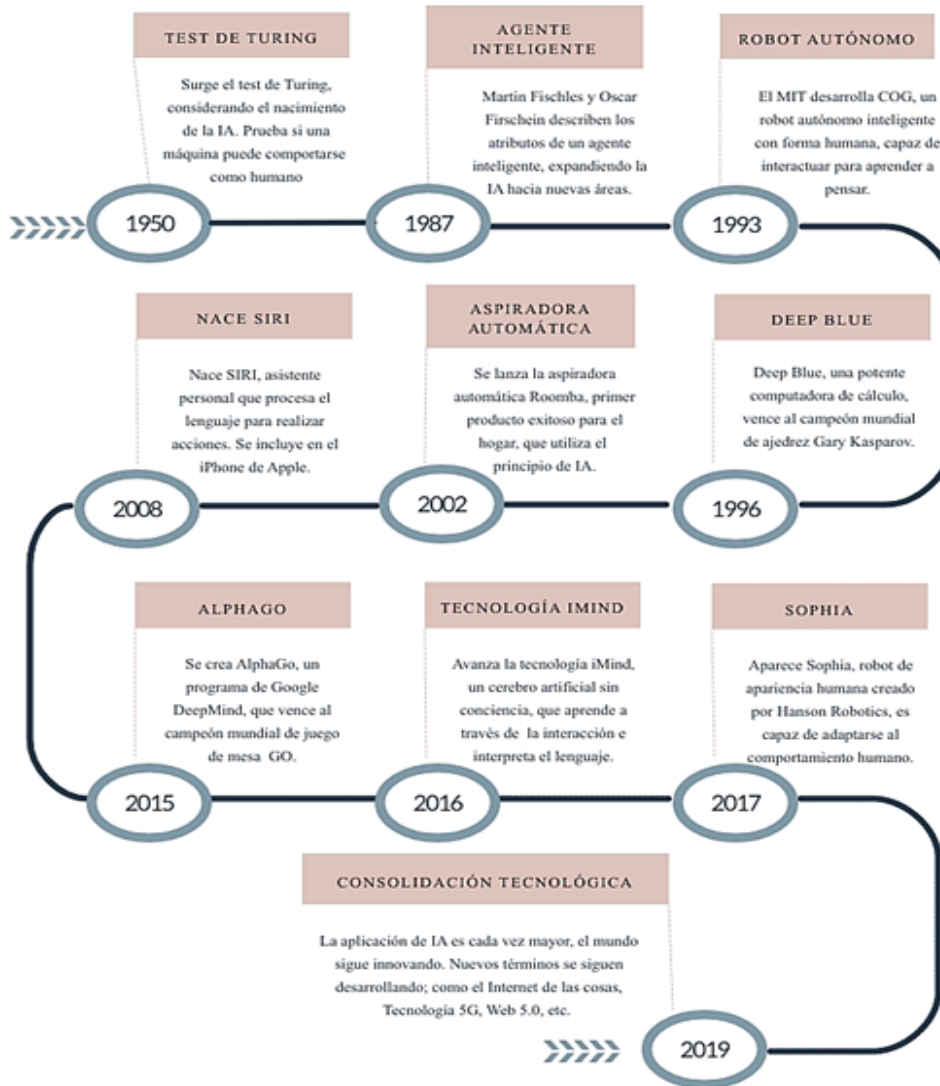 TEST DE TURING
Surge el test de Turing,
considerando el nacimiento
de la IA. Prueba si una
máquina puede comportarse
como humano
1950
AGENTE
INTELIGENTE
Martin Fischles y Oscar
Firschein describen los
atributos de un agente
inteligente, expandiendo la
IA hacia nuevas áreas.
1987
ROBOT AUTÓNOMO
El MIT desarrolla COG, un
robot autónomo inteligente
con forma humana, capaz de
interactuar para aprender a
pensar.
1993
DEEP BLUE
Deep Blue, una potente
computadora de cálculo,
vence al campeón mundial
de ajedrez Gary Kasparov.
1996
ASPIRADORA
AUTOMÁTICA
Se lanza la aspiradora
automática Roomba, primer
producto exitoso para el
hogar, que utiliza el
principio de IA.
2002
NACE SIRI
Nace SIRI, asistente
personal que procesa el
lenguaje para realizar
acciones. Se incluye en el
iPhone de Apple.
2008
ALPHAGO
Se crea AlphaGo, un
programa de Google
DeepMind, que vence al
campeón mundial de juego
de mesa GO.
2015
TECNOLOGÍA IMIND
Avanza la tecnología iMind,
un cerebro artificial sin
conciencia, que aprende a
través de la interacción e
interpreta el lenguaje.
2016
SOPHIA
Aparece Sophia, robot de
apariencia humana creado
por Hanson Robotics, es
capaz de adaptarse al
comportamiento humano.
2017
CONSOLIDACIÓN TECNOLÓGICA
La aplicación de IA es cada vez mayor, el mundo
sigue innovando. Nuevos términos se siguen
desarrollando; como el Internet de las cosas,
Tecnología 5G, Web 5.0, etc.
2019